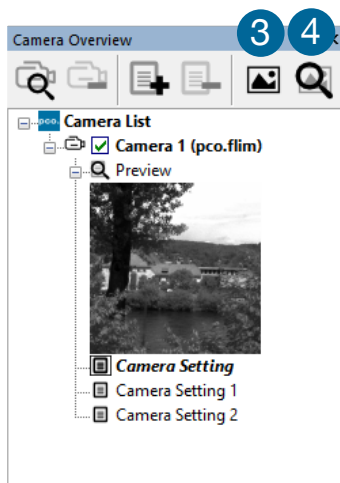 3 4
Camera Overview
pco. Camera List
Camera 1 (pco.flim)
Preview
Camera Setting
Camera Setting 1
Camera Setting 2